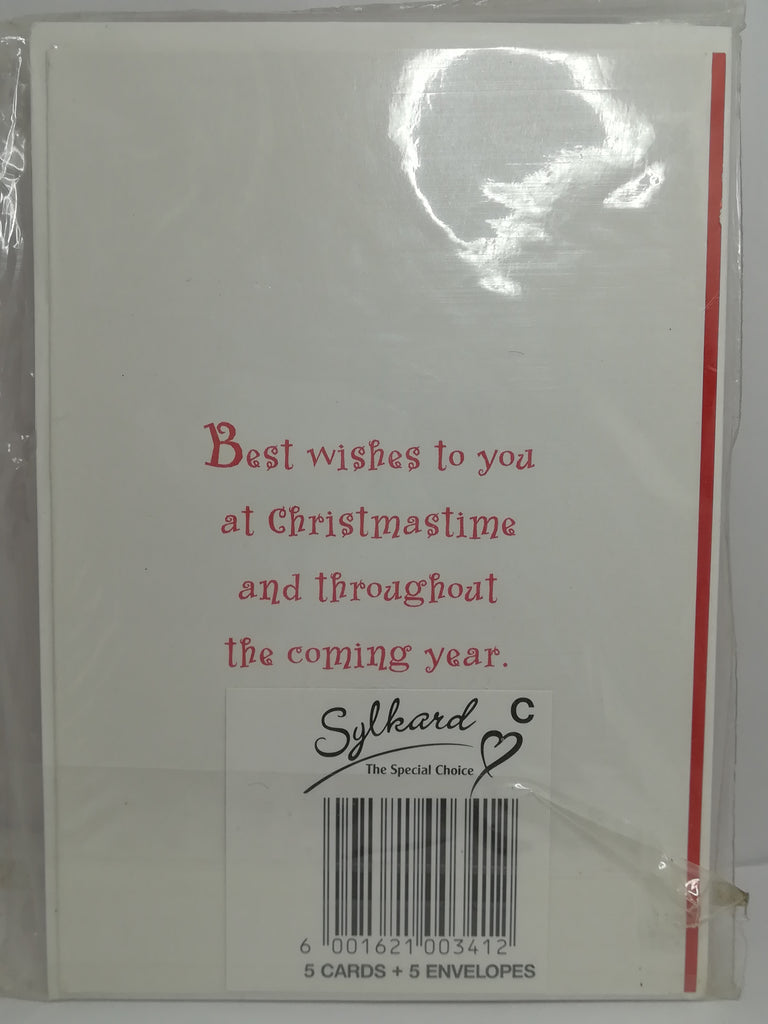 Best wishes to you
at Christmastime
and throughout
the coming year.
Sylkard C
The Special Choice
6 001621 003412
5 CARDS + 5 ENVELOPES